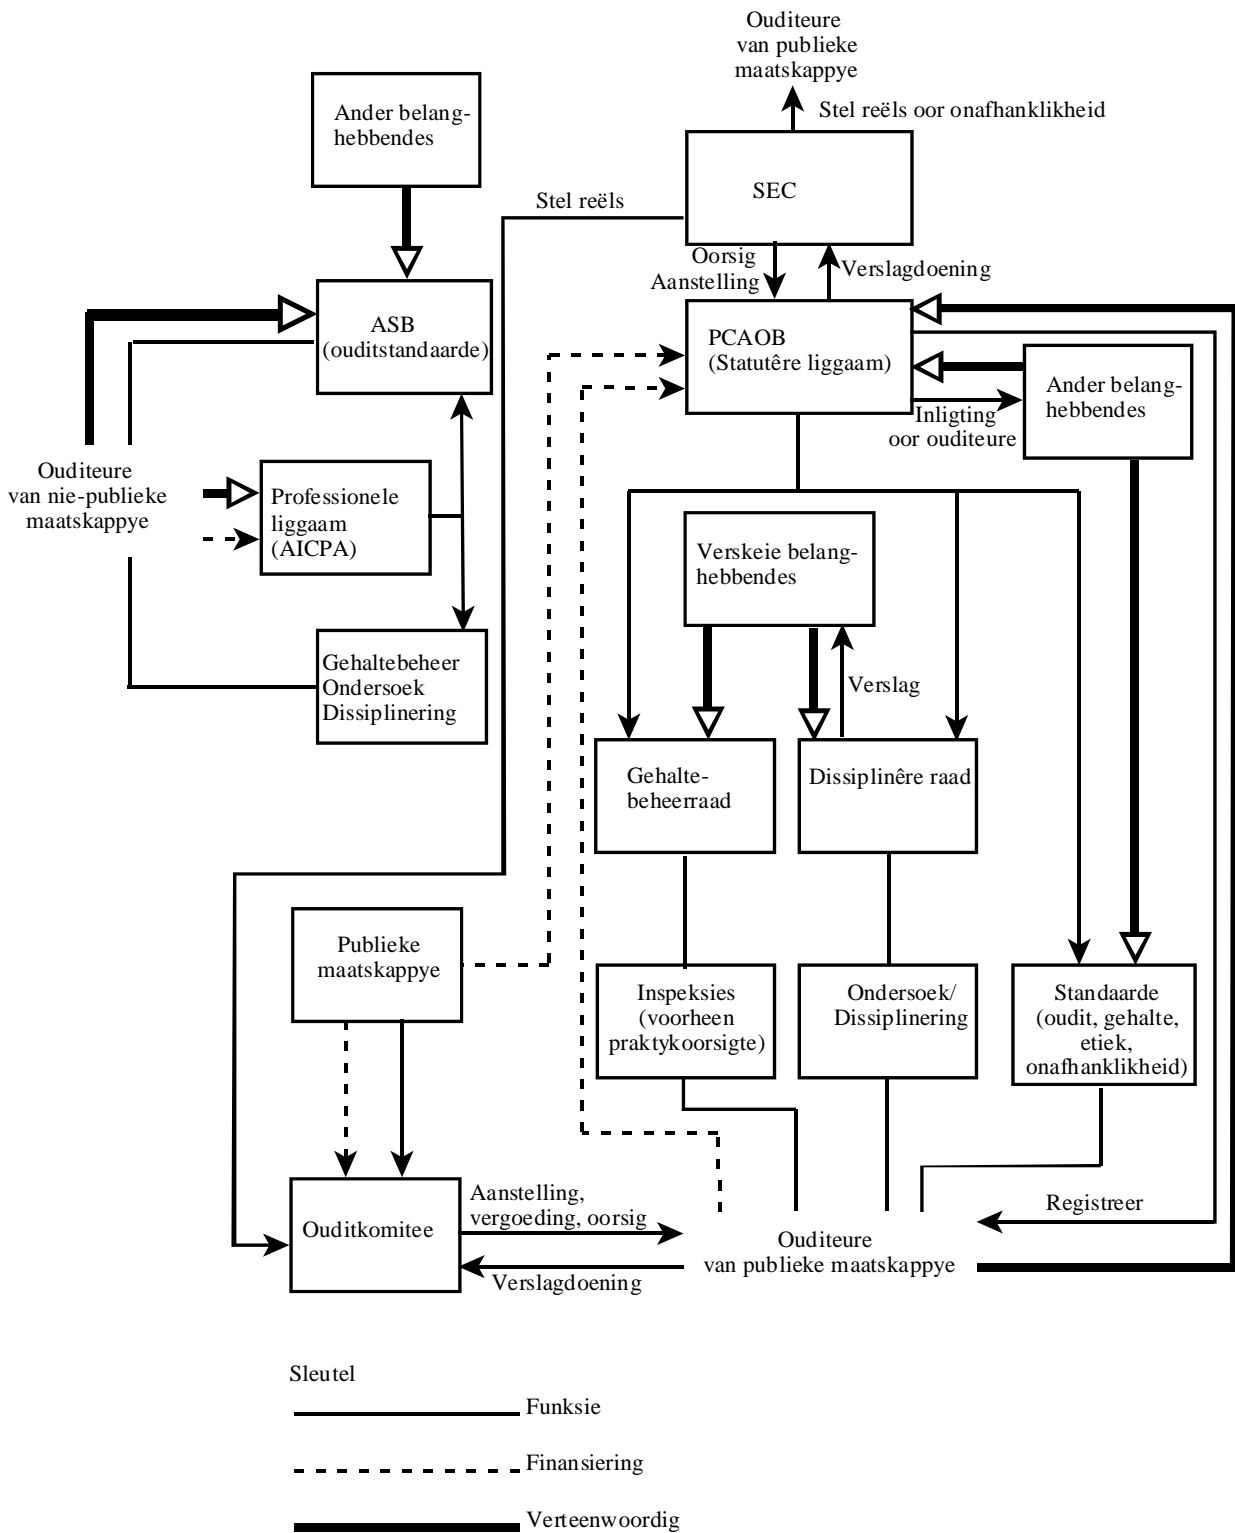 Ouditeure
van publieke
maatskappye
Stel reëls oor onafhanklikheid
Ander belang-
hebbendes
SEC
Stel reëls
Oorsig
Aanstelling
Verslagdoening
ASB
(ouditstandaarde)
PCAOB
(Statutêre liggaam)
Ander belang-
hebbendes
Inligting
oor ouditeure
Ouditeure
van nie-publieke
maatskappye
Professionele
liggaam
(AICPA)
Verskeie belang-
hebbendes
Gehaltebeheer
Ondersoek
Dissiplinering
Verslag
Gehalte-
beheerraad
Dissiplinêre raad
Publieke
maatskappye
Inspeksies
(voorheen
praktykoorsigte)
Ondersoek/
Dissiplinering
Standaarde
(oudit, gehalte,
etiek,
onafhanklikheid)
Ouditkomitee
Aanstelling,
vergoeding, oorsig
Verslagdoening
Ouditeure
van publieke maatskappye
Registreer
Sleutel
Funksie
Finansiering
Verteenwoordig